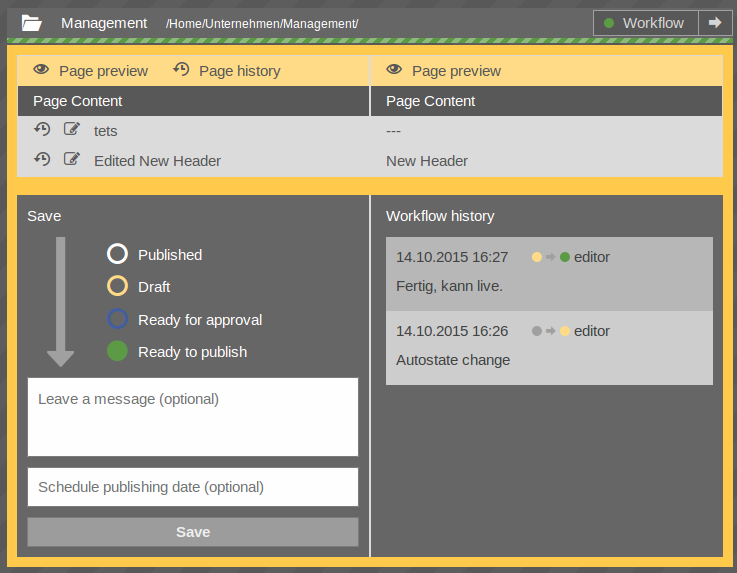 Management /Home/Unternehmen/Management/ Workflow
Page preview Page history Page preview
Page Content Page Content
tets ---
Edited New Header New Header
Save
Published
Draft
Ready for approval
Ready to publish
Leave a message (optional)
Schedule publishing date (optional)
Save
Workflow history
14.10.2015 16:27 editor
Fertig, kann live.
14.10.2015 16:26 editor
Autostate change